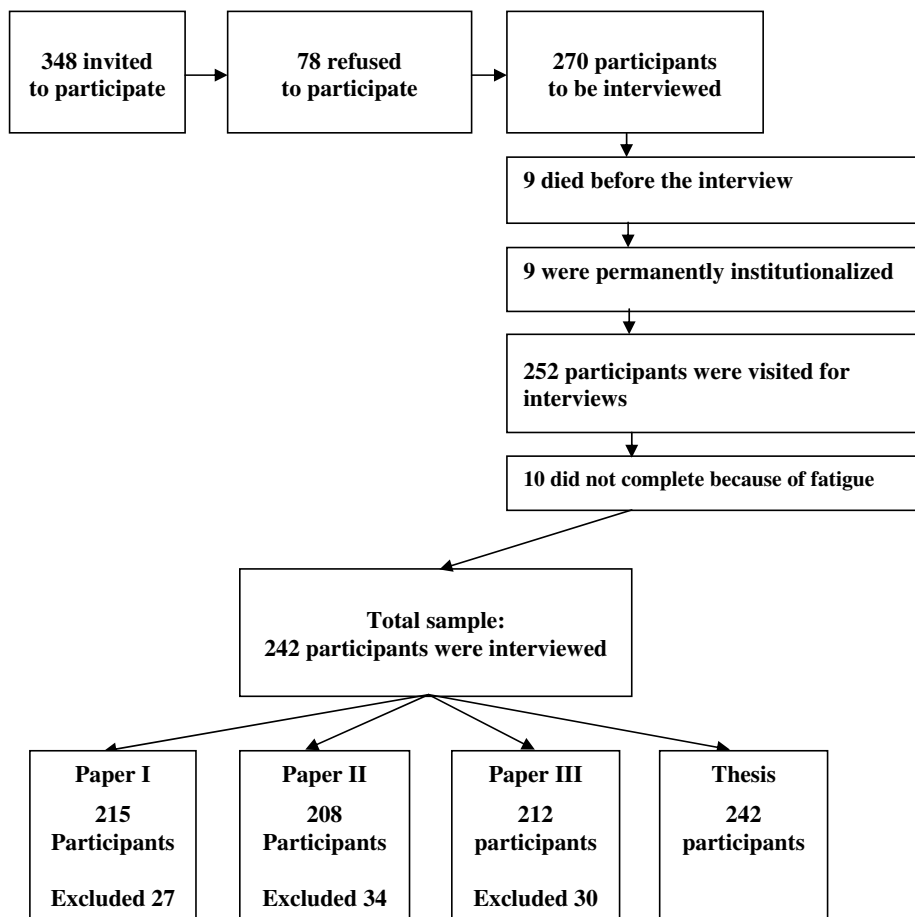 348 invited
to participate
78 refused
to participate
270 participants
to be interviewed
9 died before the interview
9 were permanently institutionalized
252 participants were visited for
interviews
10 did not complete because of fatigue
Total sample:
242 participants were interviewed
Paper I
215
Participants
Excluded 27
Paper II
208
Participants
Excluded 34
Paper III
212
participants
Excluded 30
Thesis
242
participants